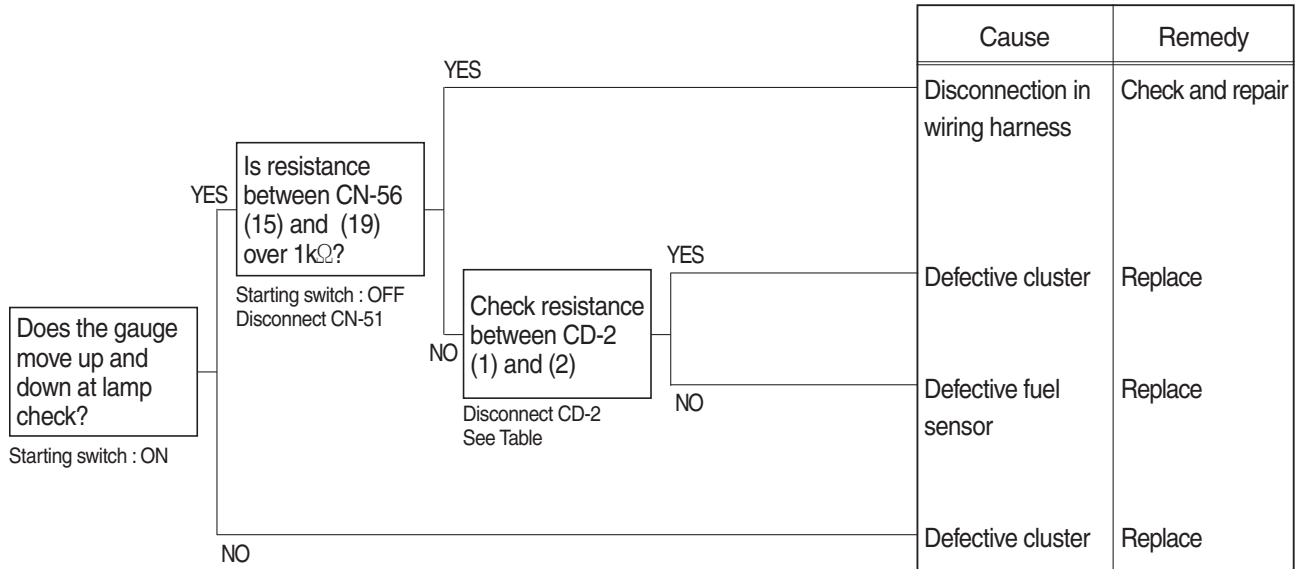 Cause
Remedy
YES
Disconnection in
wiring harness
Check and repair
YES
Is resistance
between CN-56
(15) and (19)
over 1kΩ?
Starting switch : OFF
Disconnect CN-51
YES
Defective cluster
Replace
Does the gauge
move up and
down at lamp
check?
Starting switch : ON
NO
Check resistance
between CD-2
(1) and (2)
Disconnect CD-2
See Table
NO
Defective fuel
sensor
Replace
NO
Defective cluster
Replace